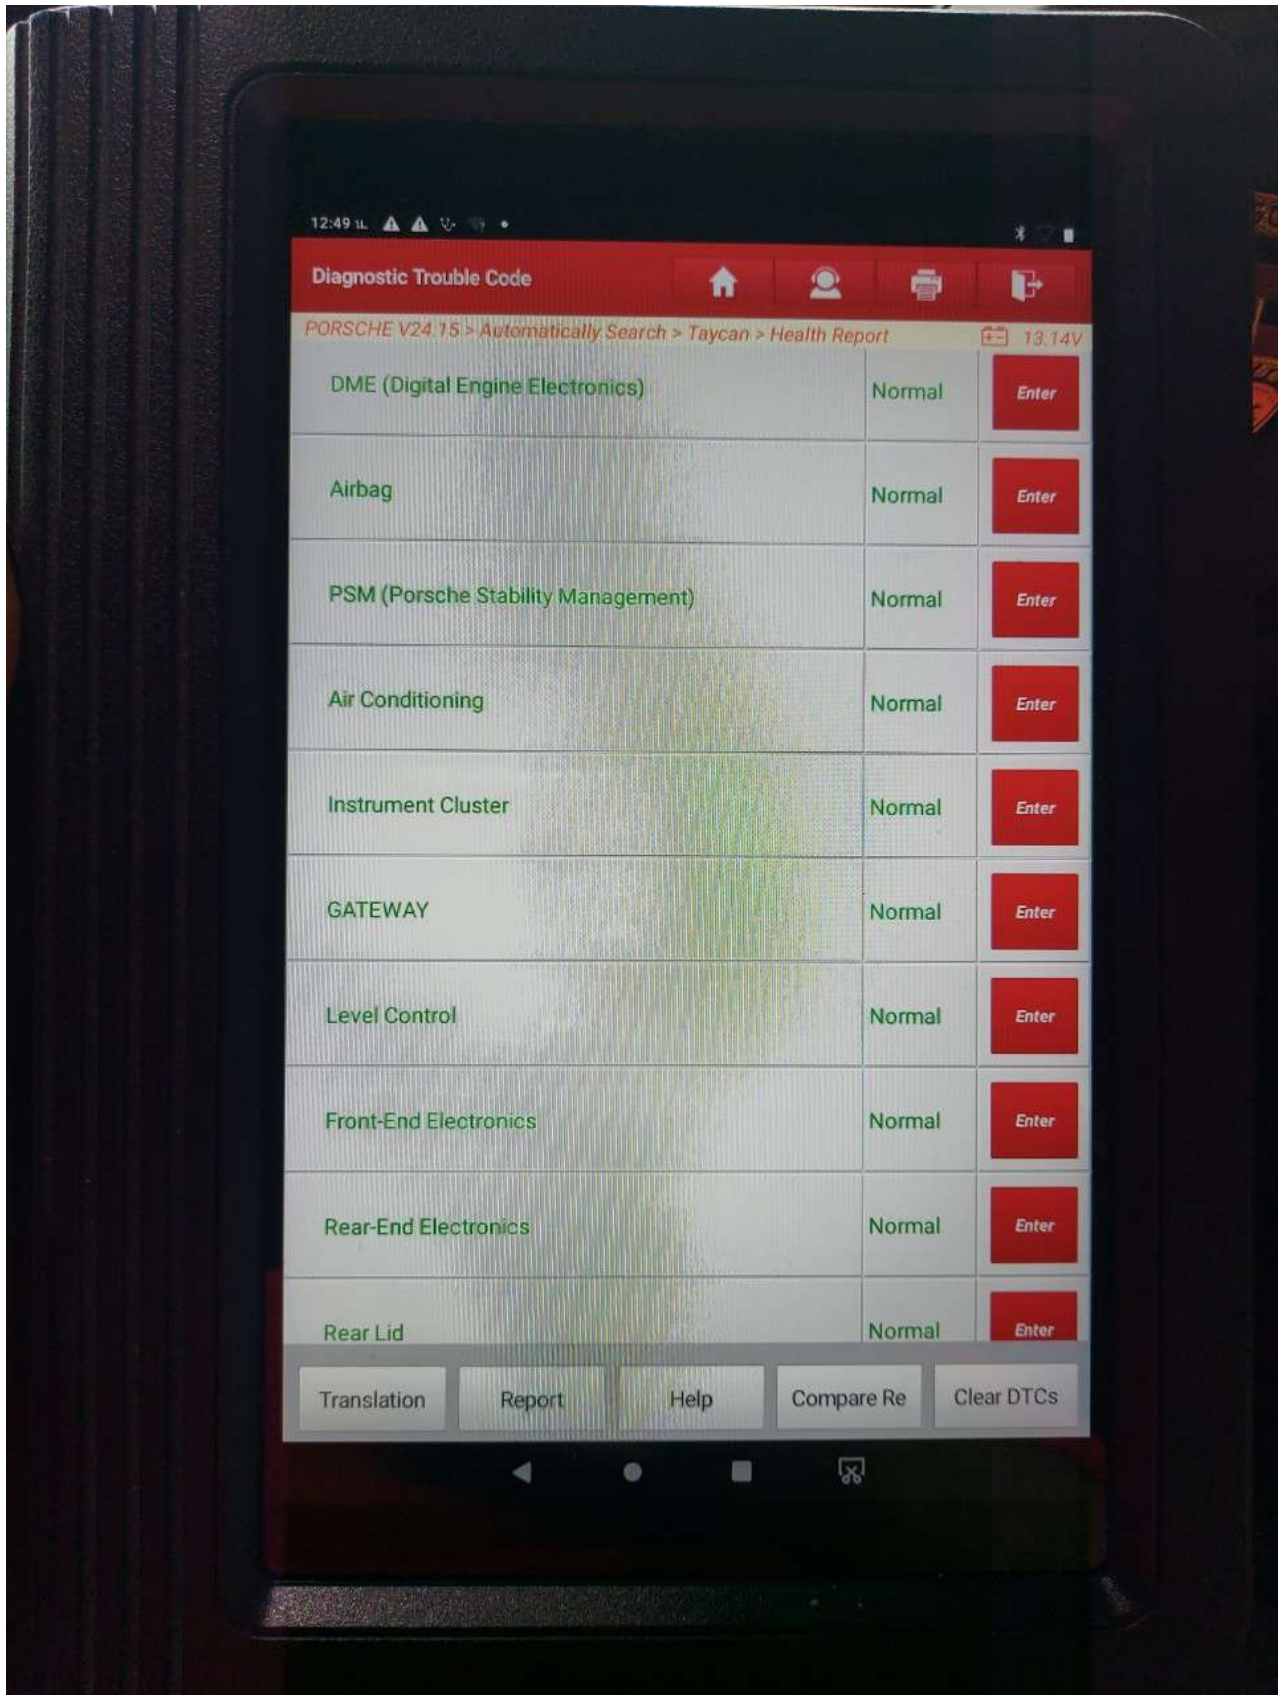 12:49 น.
Diagnostic Trouble Code
PORSCHE V24.15 > Automatically Search > Taycan > Health Report 13.14V
DME (Digital Engine Electronics) Normal Enter
Airbag Normal Enter
PSM (Porsche Stability Management) Normal Enter
Air Conditioning Normal Enter
Instrument Cluster Normal Enter
GATEWAY Normal Enter
Level Control Normal Enter
Front-End Electronics Normal Enter
Rear-End Electronics Normal Enter
Rear Lid Normal Enter
Translation Report Help Compare Re Clear DTCs